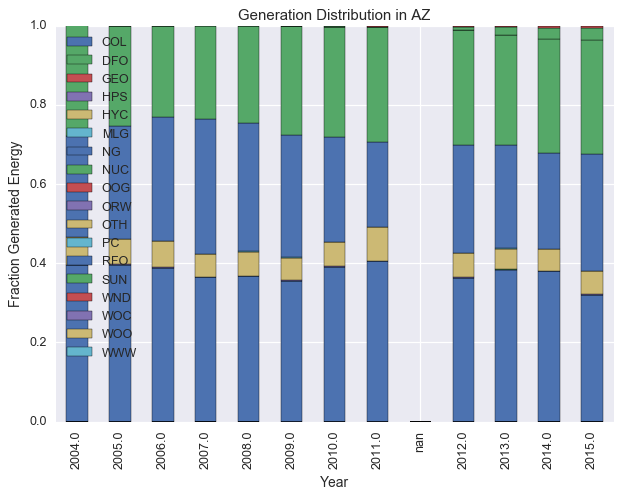 Generation Distribution in AZ
1.0
0.8
0.6
0.4
0.2
0.0
Fraction Generated Energy
COL
DFO
GEO
HPS
HYC
MLG
NG
NUC
OOG
ORW
OTH
PC
RFO
SUN
WND
WOC
WOO
WWW
2004.0
2005.0
2006.0
2007.0
2008.0
2009.0
2010.0
2011.0
nan
2012.0
2013.0
2014.0
2015.0
Year